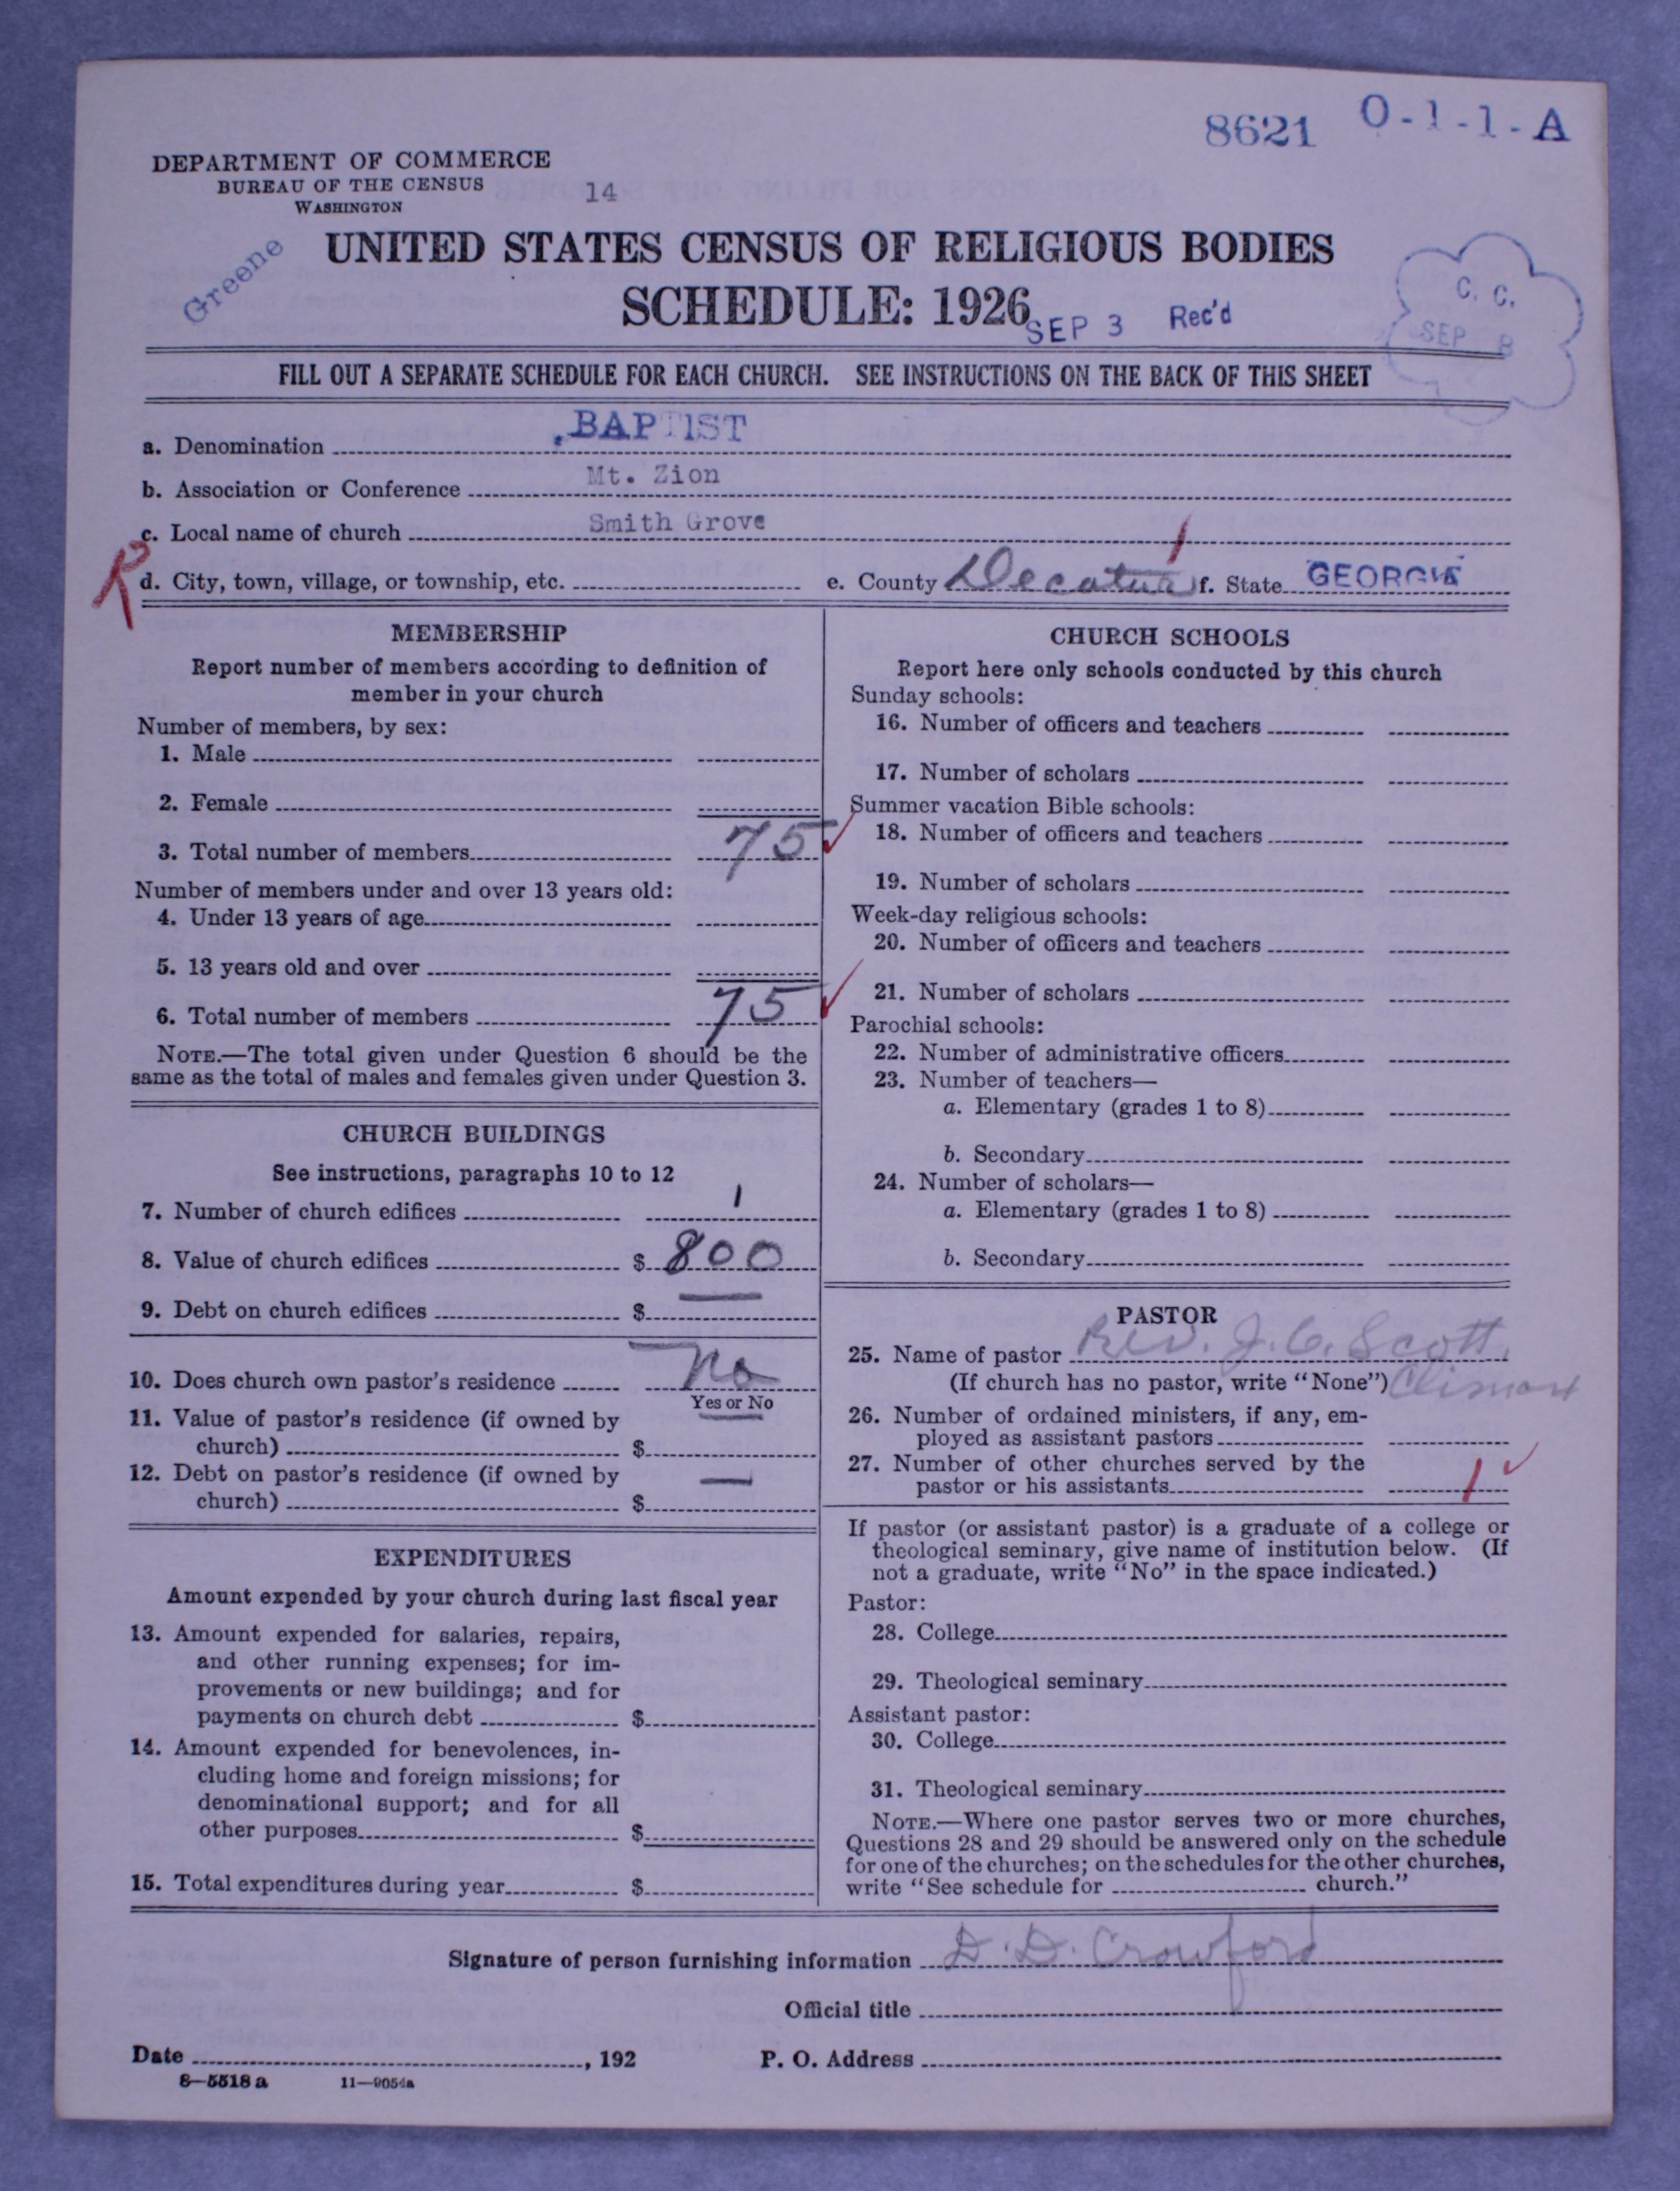 8621 O-1-1-A
DEPARTMENT OF COMMERCE
BUREAU OF THE CENSUS
WASHINGTON
14
Greene
UNITED STATES CENSUS OF RELIGIOUS BODIES
SCHEDULE: 1926
SEP 3 Rec'd
C. C.
SEP 8
FILL OUT A SEPARATE SCHEDULE FOR EACH CHURCH. SEE INSTRUCTIONS ON THE BACK OF THIS SHEET
a. Denomination BAPTIST
b. Association or Conference Mt. Zion
c. Local name of church Smith Grove
R d. City, town, village, or township, etc. e. County Decatur f. State GEORGIA
MEMBERSHIP
Report number of members according to definition of
member in your church
Number of members, by sex:
1. Male
2. Female
3. Total number of members 75
Number of members under and over 13 years old:
4. Under 13 years of age
5. 13 years old and over
6. Total number of members 75
NOTE.—The total given under Question 6 should be the
same as the total of males and females given under Question 3.
CHURCH BUILDINGS
See instructions, paragraphs 10 to 12
7. Number of church edifices 1
8. Value of church edifices $ 800
9. Debt on church edifices $ —
10. Does church own pastor's residence No
Yes or No
11. Value of pastor's residence (if owned by
church) $ —
12. Debt on pastor's residence (if owned by
church) $ —
EXPENDITURES
Amount expended by your church during last fiscal year
13. Amount expended for salaries, repairs,
and other running expenses; for im-
provements or new buildings; and for
payments on church debt $
14. Amount expended for benevolences, in-
cluding home and foreign missions; for
denominational support; and for all
other purposes $
15. Total expenditures during year $
CHURCH SCHOOLS
Report here only schools conducted by this church
Sunday schools:
16. Number of officers and teachers
17. Number of scholars
Summer vacation Bible schools:
18. Number of officers and teachers
19. Number of scholars
Week-day religious schools:
20. Number of officers and teachers
21. Number of scholars
Parochial schools:
22. Number of administrative officers
23. Number of teachers—
a. Elementary (grades 1 to 8)
b. Secondary
24. Number of scholars—
a. Elementary (grades 1 to 8)
b. Secondary
PASTOR
25. Name of pastor Rev. J. C. Scott,
(If church has no pastor, write "None") Climax
26. Number of ordained ministers, if any, em-
ployed as assistant pastors
27. Number of other churches served by the
pastor or his assistants 1
If pastor (or assistant pastor) is a graduate of a college or
theological seminary, give name of institution below. (If
not a graduate, write "No" in the space indicated.)
Pastor:
28. College
29. Theological seminary
Assistant pastor:
30. College
31. Theological seminary
NOTE.—Where one pastor serves two or more churches,
Questions 28 and 29 should be answered only on the schedule
for one of the churches; on the schedules for the other churches,
write "See schedule for church."
Signature of person furnishing information D. D. Crawford
Official title
Date , 192 P. O. Address
8—5518 a 11—9054a